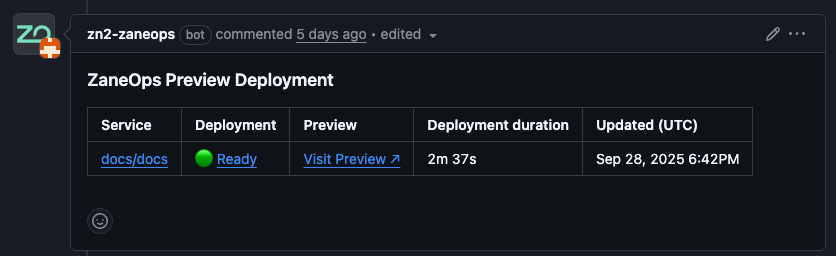 ZO
zn2-zaneops bot commented 5 days ago • edited
ZaneOps Preview Deployment
Service Deployment Preview Deployment duration Updated (UTC)
docs/docs Ready Visit Preview ↗ 2m 37s Sep 28, 2025 6:42PM